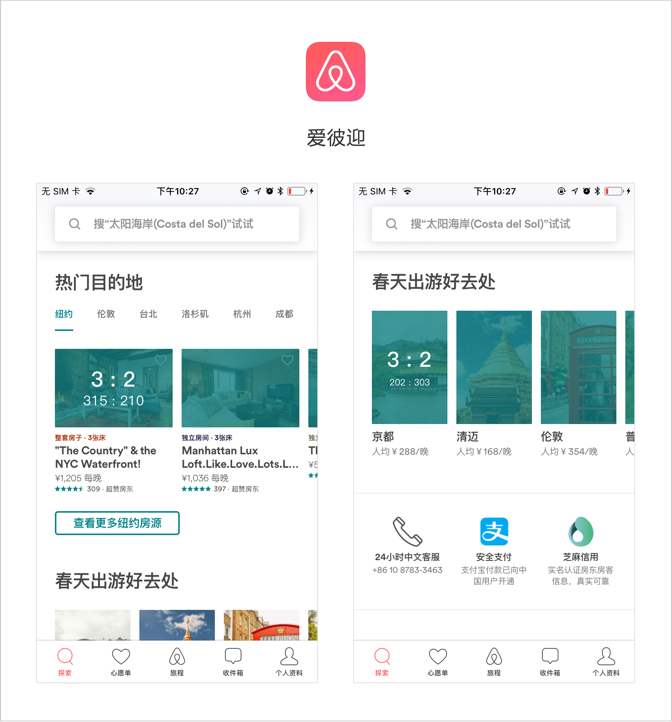 爱彼迎
无 SIM 卡 下午10:27
搜“太阳海岸(Costa del Sol)”试试
热门目的地
纽约 伦敦 台北 洛杉矶 杭州 成都
3 : 2
315 : 210
整套房子 · 3张床
"The Country" & the
NYC Waterfront!
¥1,205 每晚
309 · 超赞房东
独立房间 · 3张床
Manhattan Lux
Loft.Like.Love.Lots.L...
¥1,036 每晚
397 · 超赞房东
查看更多纽约房源
春天出游好去处
探索 心愿单 旅程 收件箱 个人资料
无 SIM 卡 下午10:27
搜“太阳海岸(Costa del Sol)”试试
春天出游好去处
3 : 2
202 : 303
京都 清迈 伦敦 普
人均 ¥ 288/晚 人均 ¥ 168/晚 人均 ¥ 354/晚 人
24小时中文客服
+86 10 8783-3463
支
安全支付
支付宝付款已向中
国用户开通
芝麻信用
实名认证房东房客
信息，真实可靠
探索 心愿单 旅程 收件箱 个人资料